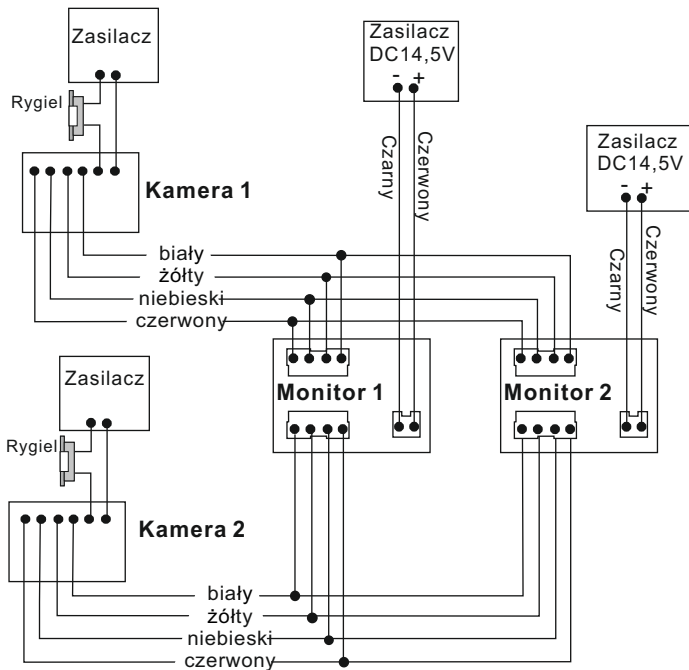 Zasilacz
Rygiel
Kamera 1
Zasilacz
DC14,5V
- +
Czarny
Czerwony
Zasilacz
DC14,5V
- +
Czarny
Czerwony
biały
żółty
niebieski
czerwony
Monitor 1
Monitor 2
Zasilacz
Rygiel
Kamera 2
biały
żółty
niebieski
czerwony